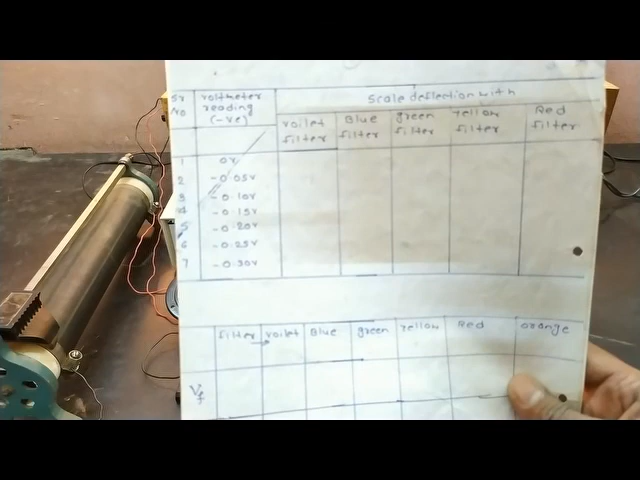 Sr No voltmeter reading (-ve) Scale deflection with
voilet filter Blue filter green filter Yellow filter Red filter
1 0v
2 -0.05v
3 -0.10v
4 -0.15v
5 -0.20v
6 -0.25v
7 -0.30v
filter voilet Blue green Yellow Red orange
Vf